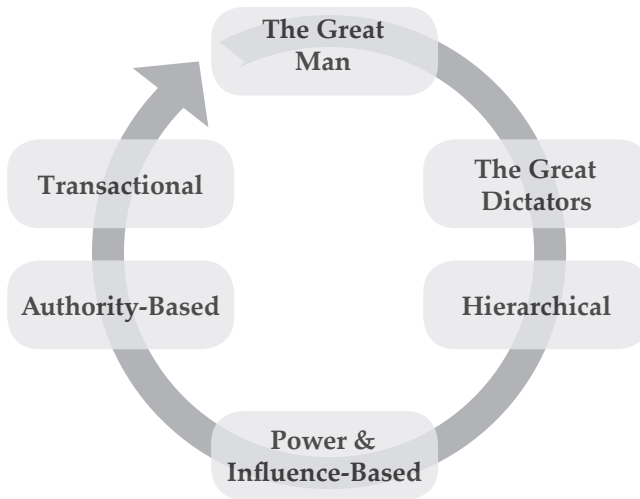 The Great
Man
The Great
Dictators
Hierarchical
Power &
Influence-Based
Authority-Based
Transactional